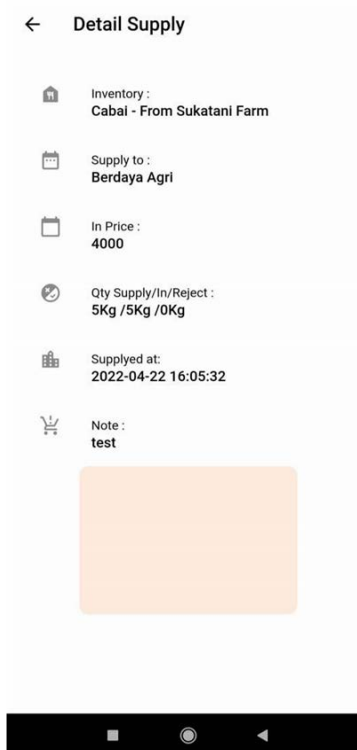 Detail Supply
Inventory :
Cabai - From Sukatani Farm
Supply to :
Berdaya Agri
In Price :
4000
Qty Supply/In/Reject :
5Kg /5Kg /0Kg
Supplyed at:
2022-04-22 16:05:32
Note :
test